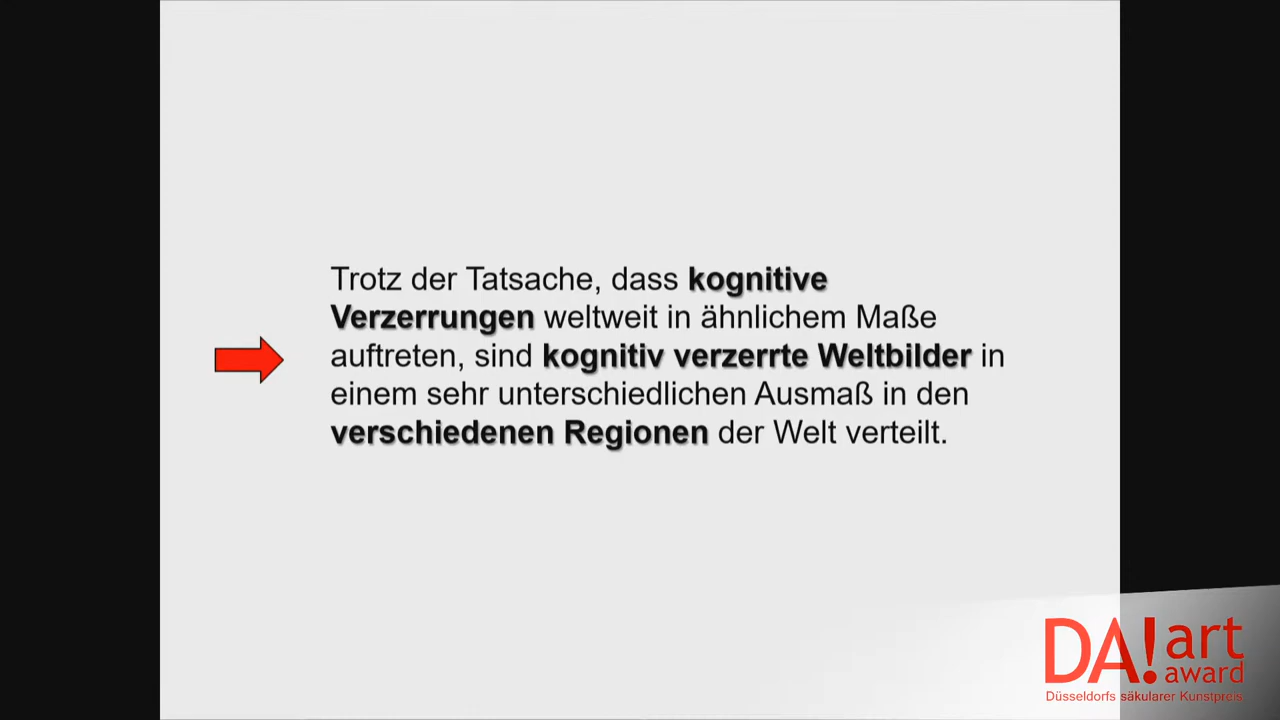 Trotz der Tatsache, dass kognitive
Verzerrungen weltweit in ähnlichem Maße
auftreten, sind kognitiv verzerrte Weltbilder in
einem sehr unterschiedlichen Ausmaß in den
verschiedenen Regionen der Welt verteilt.
DA!art
award
Düsseldorfs säkularer Kunstpreis